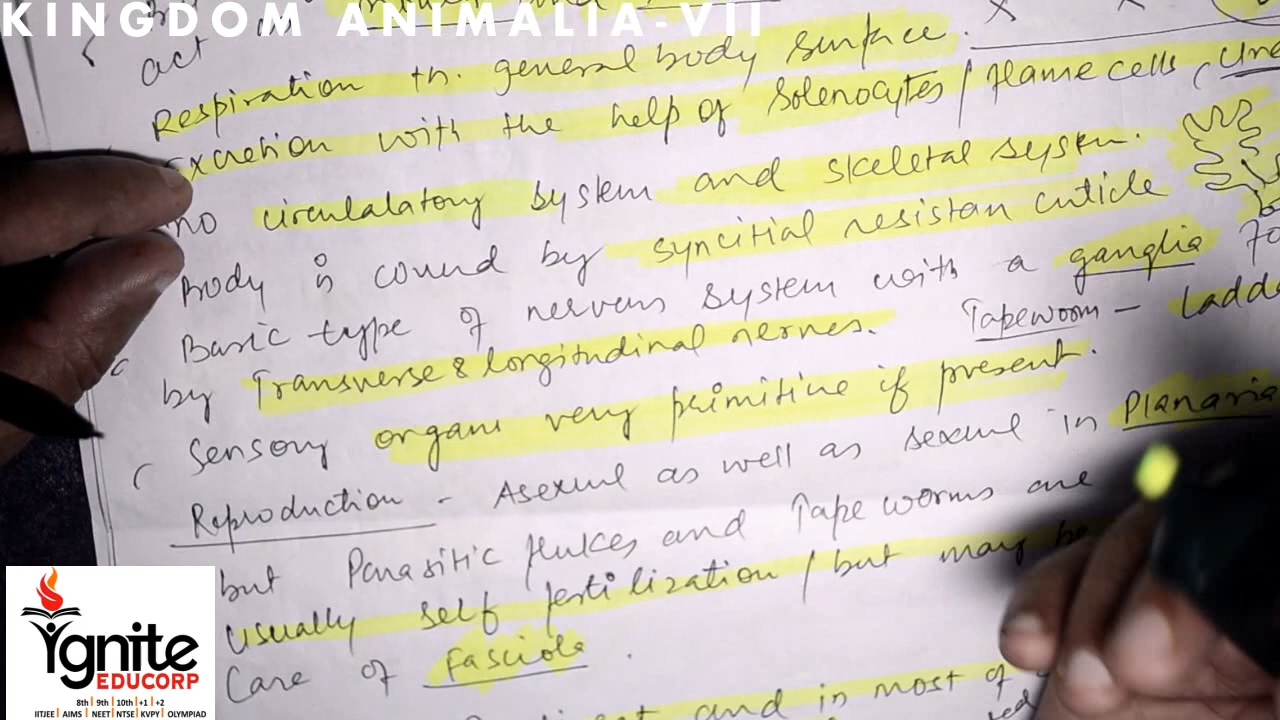 KINGDOM ANIMALIA-VII
act
Respiration th. general body surface.
Excretion with the help of Solenocytes / flame cells (
no circulalatory system and skeletal system.
Body is coverd by syncitial resistan cuticle
Basic type of nervous system with a ganglia
by Transverse & longitudinal nerves. Tapeworm -
Sensory organs very primitive if present.
Reproduction - Asexual as well as sexual in Planaria
but Parasitic flukes and Tape worms are
usually self fertilization / but may be
Case of Fasciola.
and in most of
ignite
EDUCORP
8th | 9th | 10th | +1 | +2
IITJEE | AIMS | NEET | NTSE | KVPY | OLYMPIAD